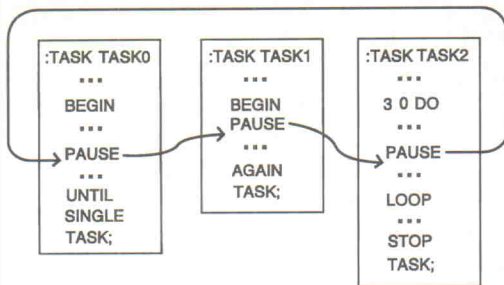 :TASK TASK0
...
BEGIN
...
PAUSE
...
UNTIL
SINGLE
TASK;
:TASK TASK1
...
BEGIN
PAUSE
...
AGAIN
TASK;
:TASK TASK2
...
3 0 DO
...
PAUSE
...
LOOP
...
STOP
TASK;